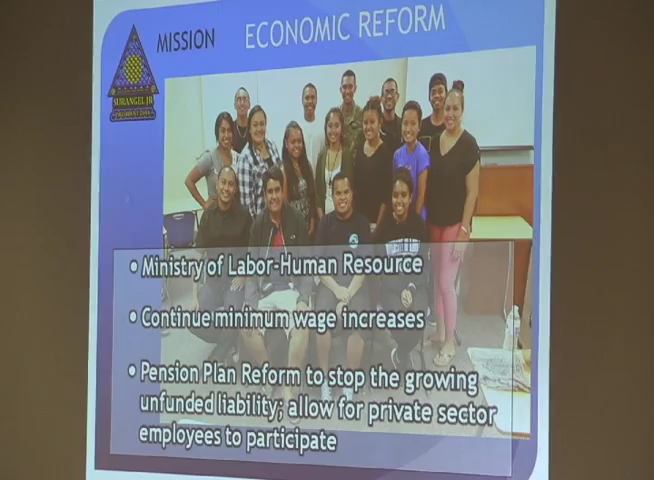 MISSION
ECONOMIC REFORM
SURANGEL JR
• Ministry of Labor-Human Resource
• Continue minimum wage increases
• Pension Plan Reform to stop the growing
unfunded liability; allow for private sector
employees to participate